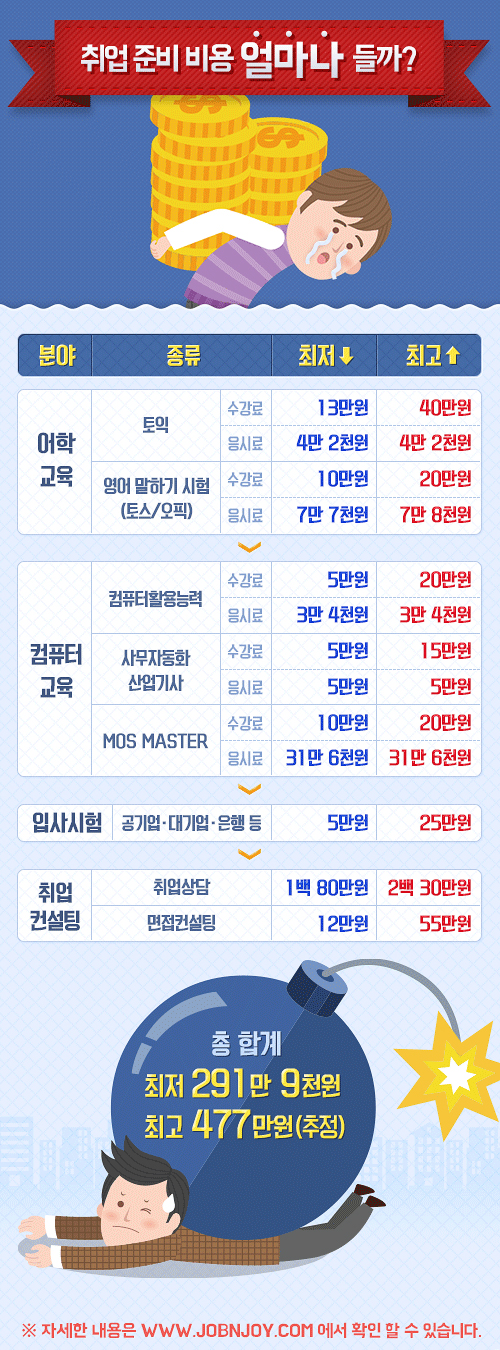 취업 준비 비용 얼마나 들까?
분야 종류 최저 최고
어학 교육
토익
수강료 13만원 40만원
응시료 4만 2천원 4만 2천원
영어 말하기 시험
(토스/오픽)
수강료 10만원 20만원
응시료 7만 7천원 7만 8천원
컴퓨터 교육
컴퓨터활용능력
수강료 5만원 20만원
응시료 3만 4천원 3만 4천원
사무자동화
산업기사
수강료 5만원 15만원
응시료 5만원 5만원
MOS MASTER
수강료 10만원 20만원
응시료 31만 6천원 31만 6천원
입사시험 공기업·대기업·은행 등 5만원 25만원
취업
컨설팅
취업상담 1백 80만원 2백 30만원
면접컨설팅 12만원 55만원
총 합계
최저 291만 9천원
최고 477만원(추정)
※ 자세한 내용은 WWW.JOBNJOY.COM 에서 확인 할 수 있습니다.